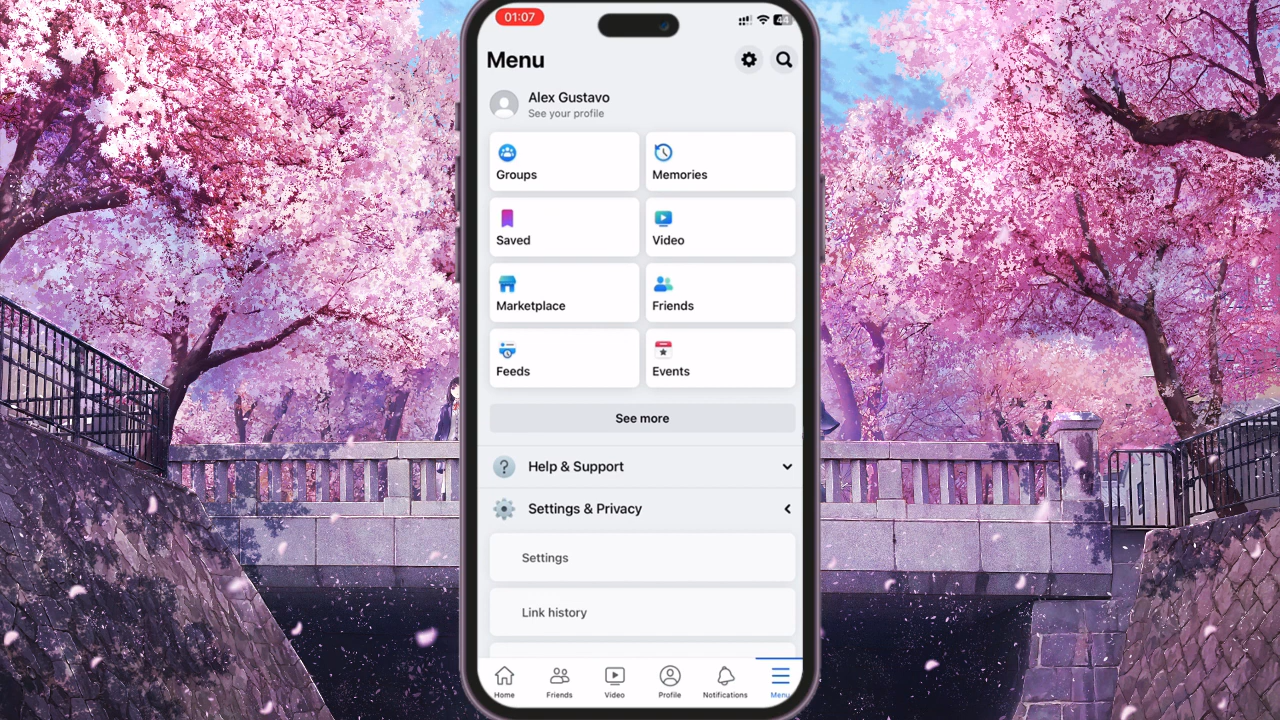 01:07
44
Menu
Alex Gustavo
See your profile
Groups
Memories
Saved
Video
Marketplace
Friends
Feeds
Events
See more
Help & Support
Settings & Privacy
Settings
Link history
Home
Friends
Video
Profile
Notifications
Menu